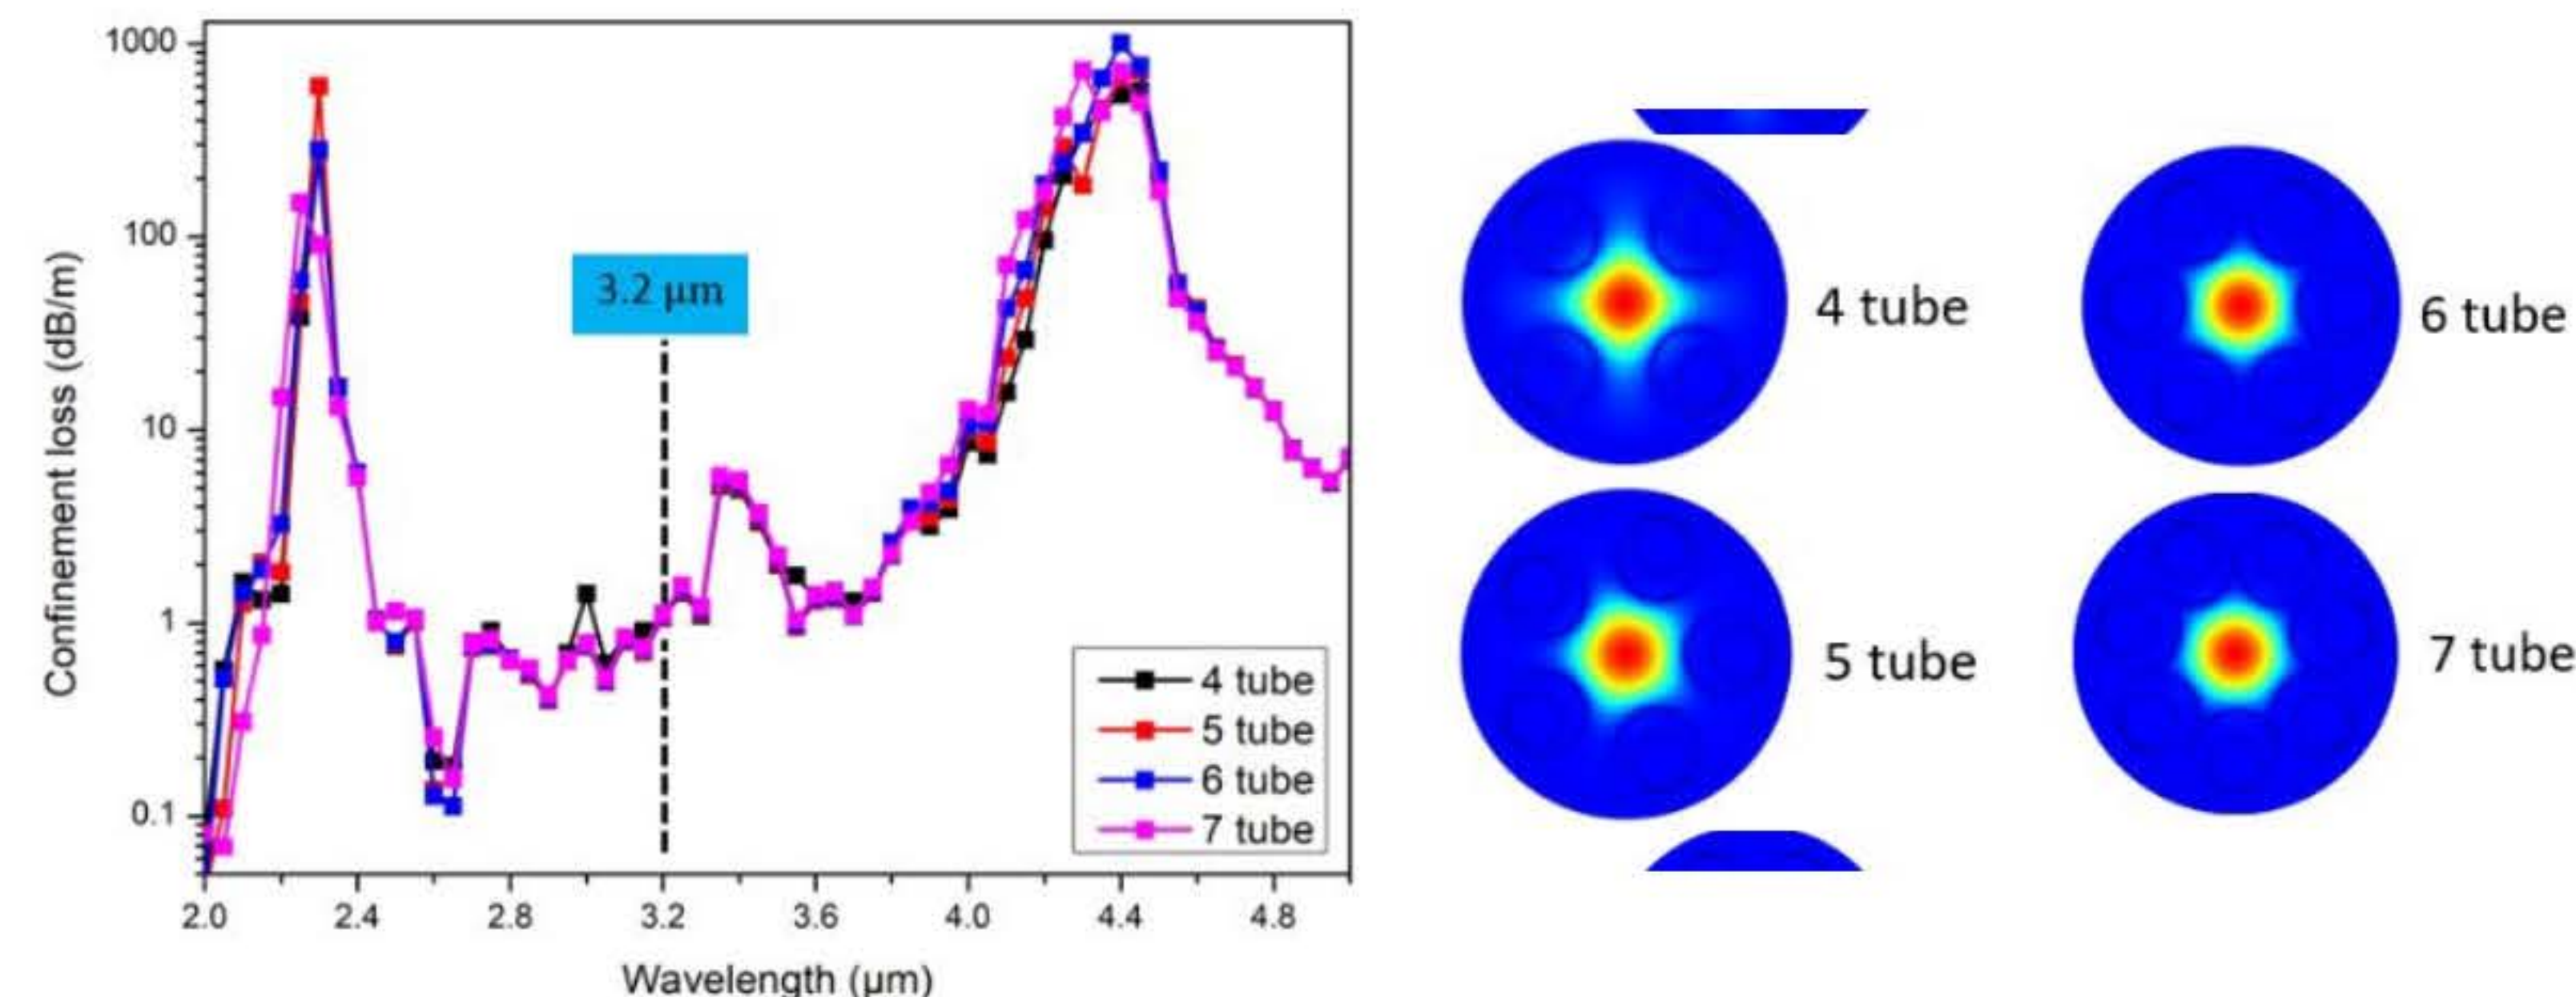 Confinement loss (dB/m)
1000
100
10
1
0.1
3.2 µm
4 tube
5 tube
6 tube
7 tube
2.0 2.4 2.8 3.2 3.6 4.0 4.4 4.8
Wavelength (µm)
4 tube
6 tube
5 tube
7 tube